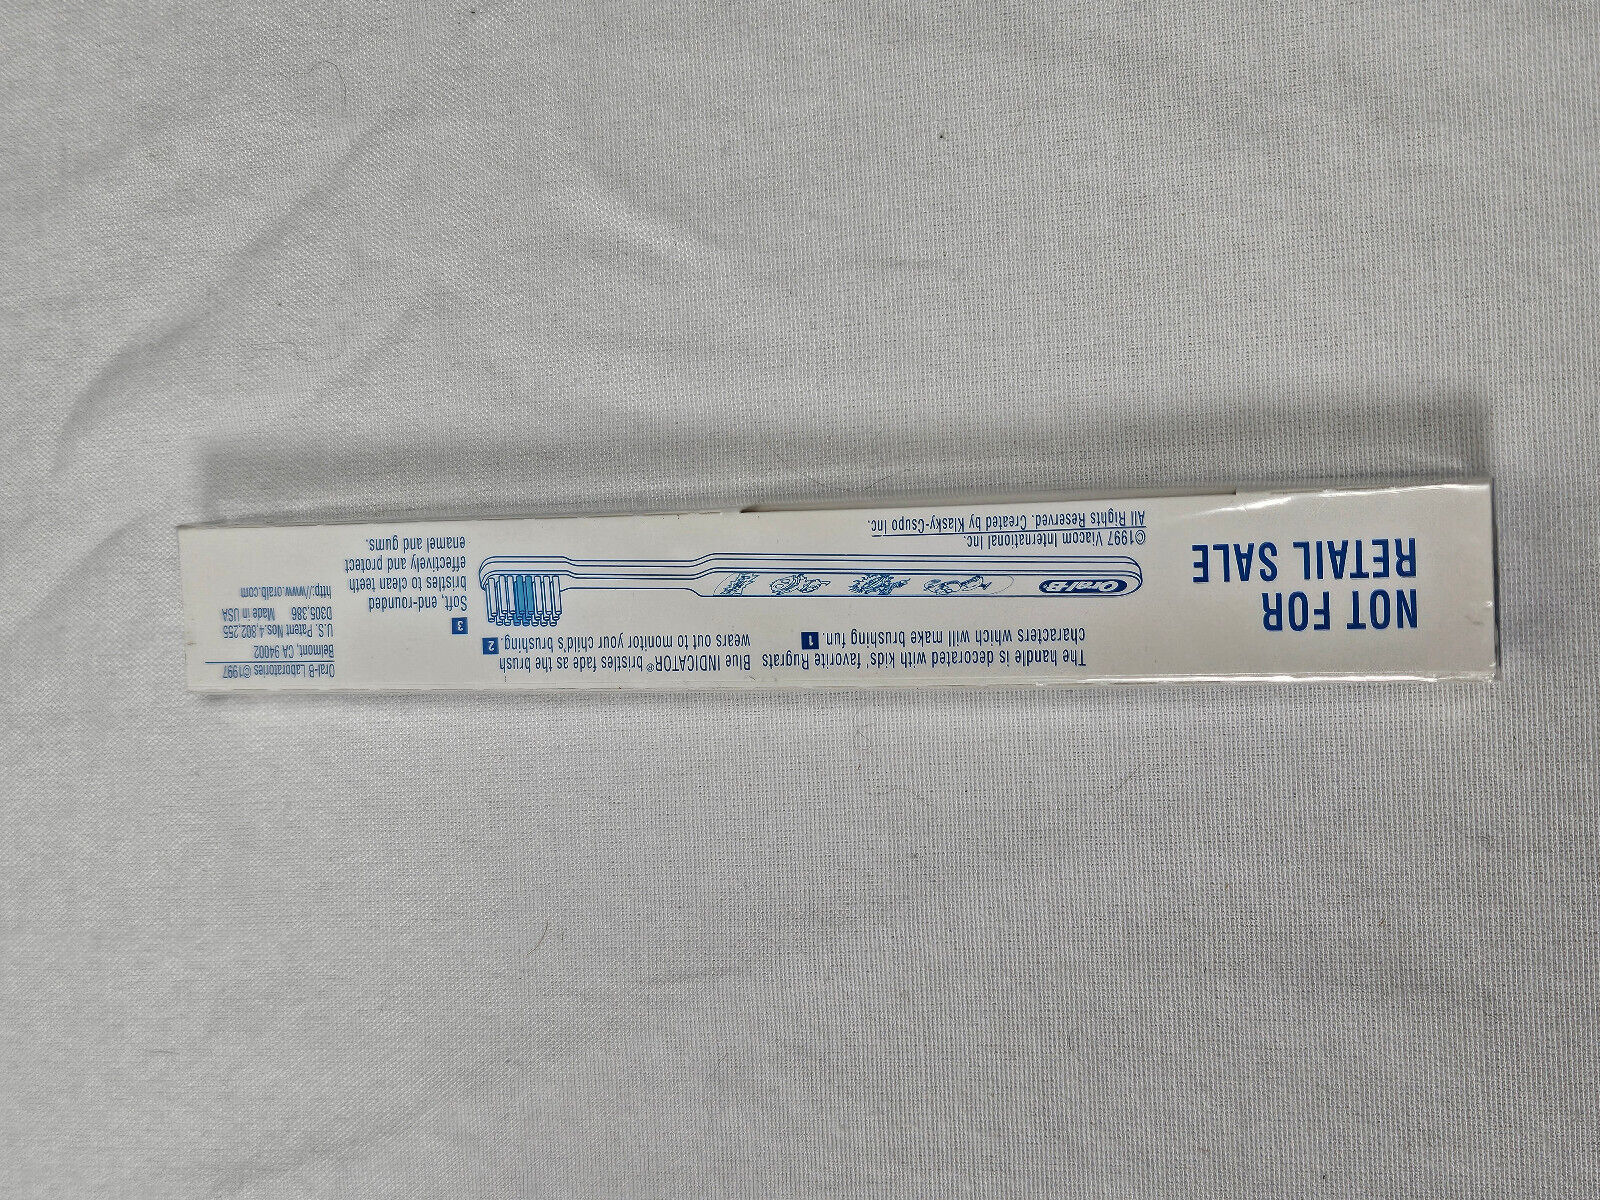 NOT FOR
RETAIL SALE
The handle is decorated with kids' favorite Rugrats
characters which will make brushing fun. 1
Blue INDICATOR® bristles fade as the brush
wears out to monitor your child's brushing. 2
Oral-B
©1997 Viacom International Inc.
All Rights Reserved. Created by Klasky-Csupo Inc.
3
Soft, end-rounded
bristles to clean teeth
effectively and protect
enamel and gums.
Oral-B Laboratories ©1997
Belmont, CA 94002
U.S. Patent Nos. 4,802,255
D305,386 Made in USA
http://www.oralb.com